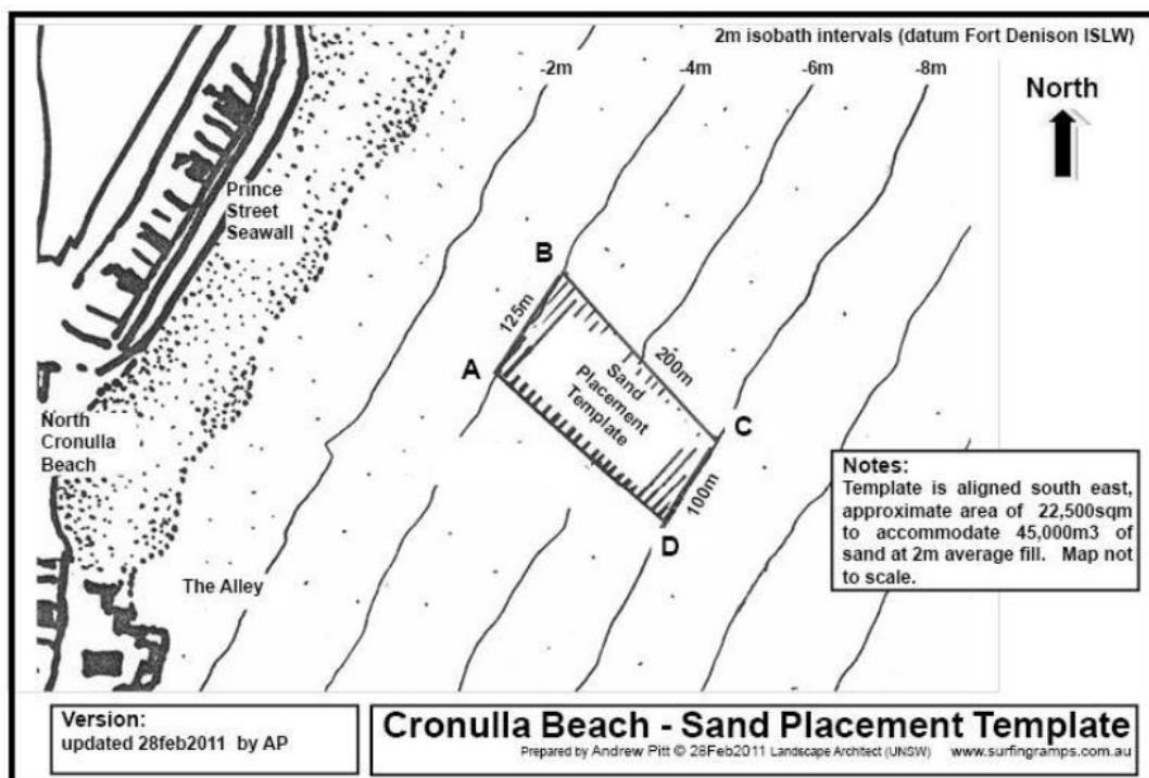 2m isobath intervals (datum Fort Denison ISLW)
-2m
-4m
-6m
-8m
North
Prince
Street
Seawall
B
125m
A
200m
Sand
Placement
Template
C
100m
D
North
Cronulla
Beach
The Alley
Notes:
Template is aligned south east,
approximate area of 22,500sqm
to accommodate 45,000m3 of
sand at 2m average fill. Map not
to scale.
Version:
updated 28feb2011 by AP
Cronulla Beach - Sand Placement Template
Prepared by Andrew Pitt © 28Feb2011 Landscape Architect (UNSW) www.surfingramps.com.au